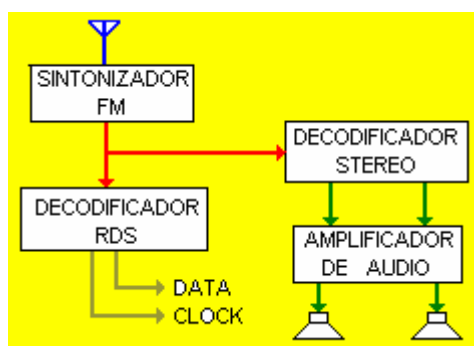 SINTONIZADOR
FM
DECODIFICADOR
STEREO
DECODIFICADOR
RDS
AMPLIFICADOR
DE AUDIO
DATA
CLOCK